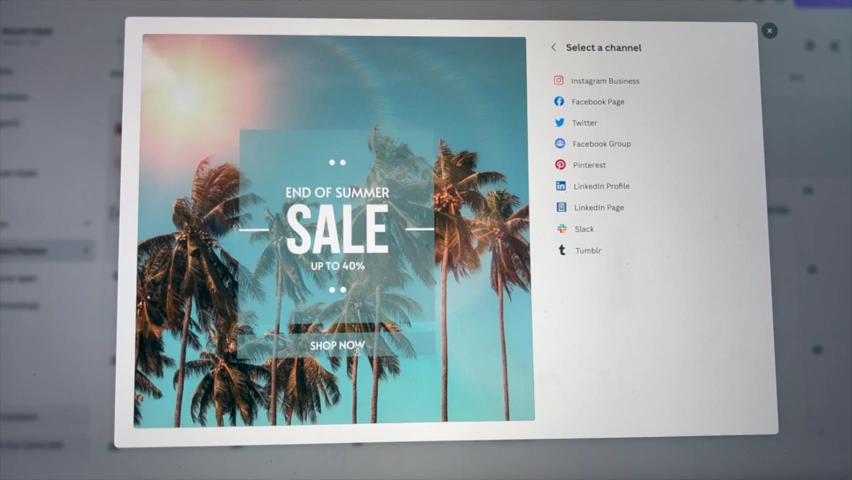 END OF SUMMER
SALE
UP TO 40%
SHOP NOW
Select a channel
Instagram Business
Facebook Page
Twitter
Facebook Group
Pinterest
LinkedIn Profile
LinkedIn Page
Slack
Tumblr